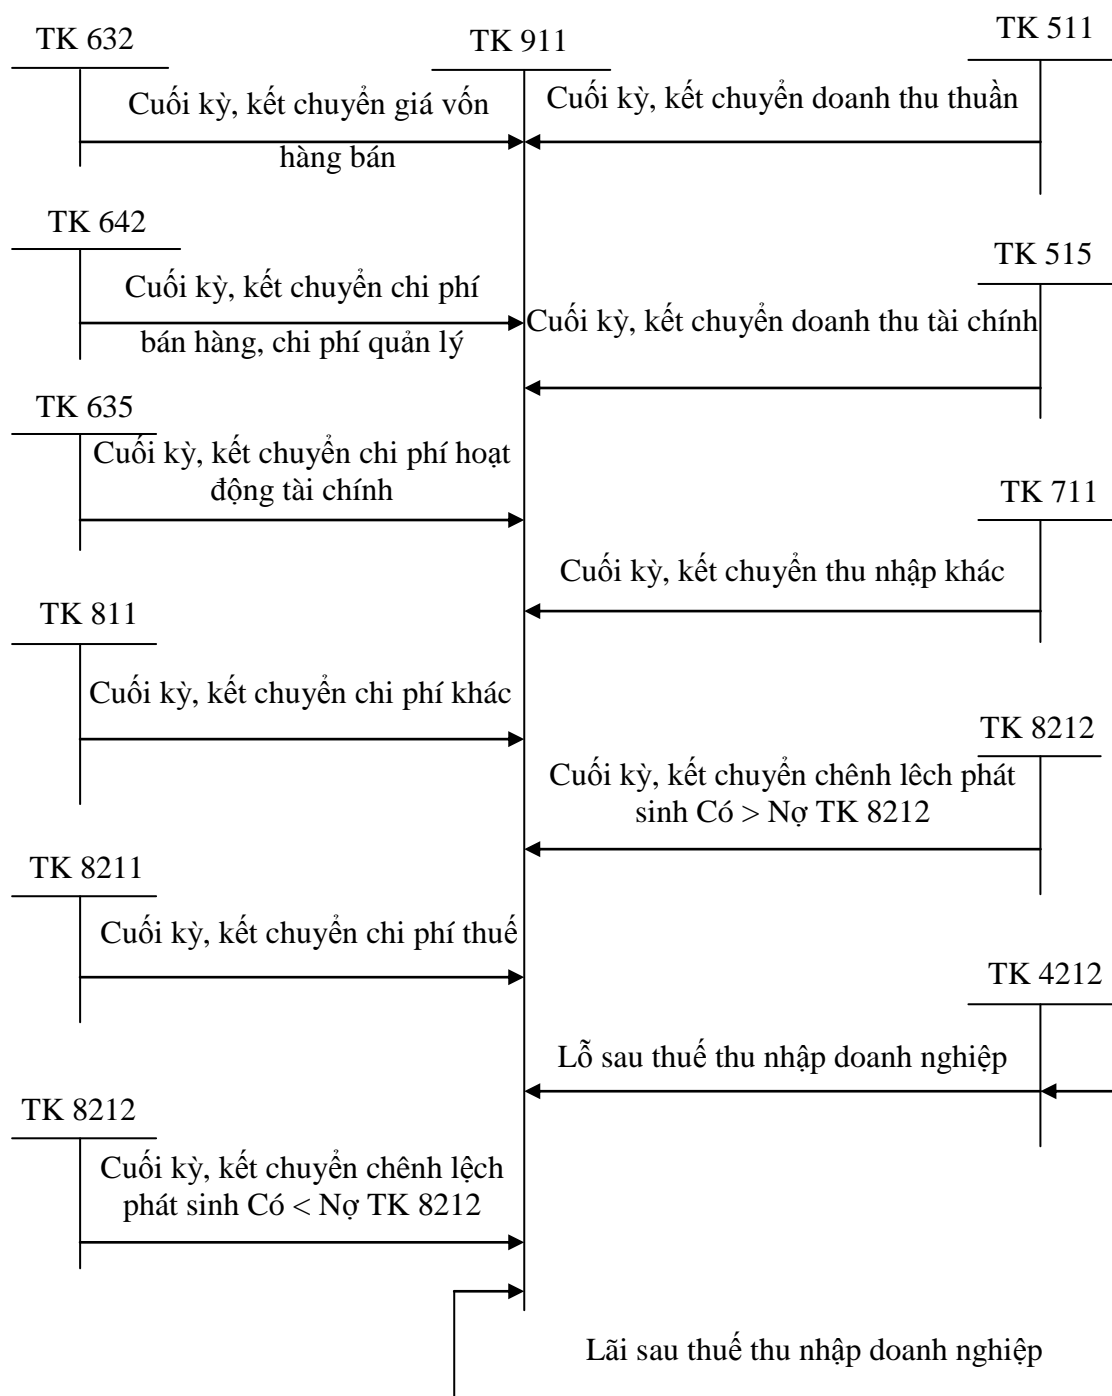 TK 632
TK 911
TK 511
Cuối kỳ, kết chuyển giá vốn
hàng bán
Cuối kỳ, kết chuyển doanh thu thuần
TK 642
TK 515
Cuối kỳ, kết chuyển chi phí
bán hàng, chi phí quản lý
Cuối kỳ, kết chuyển doanh thu tài chính
TK 635
Cuối kỳ, kết chuyển chi phí hoạt
động tài chính
TK 711
Cuối kỳ, kết chuyển thu nhập khác
TK 811
Cuối kỳ, kết chuyển chi phí khác
TK 8212
Cuối kỳ, kết chuyển chênh lêch phát
sinh Có > Nợ TK 8212
TK 8211
Cuối kỳ, kết chuyển chi phí thuế
TK 4212
Lỗ sau thuế thu nhập doanh nghiệp
TK 8212
Cuối kỳ, kết chuyển chênh lệch
phát sinh Có < Nợ TK 8212
Lãi sau thuế thu nhập doanh nghiệp